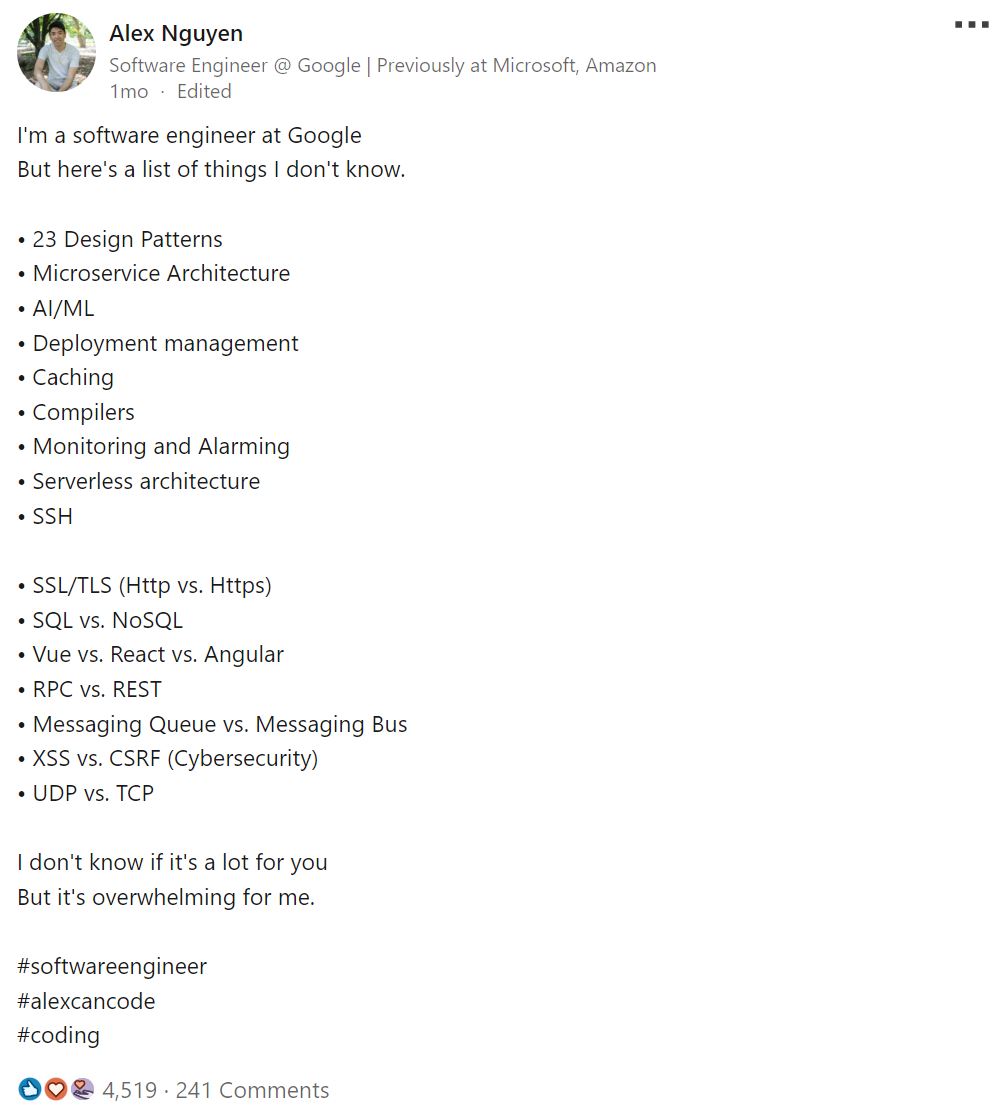 Alex Nguyen
Software Engineer @ Google | Previously at Microsoft, Amazon
1mo · Edited
I'm a software engineer at Google
But here's a list of things I don't know.
• 23 Design Patterns
• Microservice Architecture
• AI/ML
• Deployment management
• Caching
• Compilers
• Monitoring and Alarming
• Serverless architecture
• SSH
• SSL/TLS (Http vs. Https)
• SQL vs. NoSQL
• Vue vs. React vs. Angular
• RPC vs. REST
• Messaging Queue vs. Messaging Bus
• XSS vs. CSRF (Cybersecurity)
• UDP vs. TCP
I don't know if it's a lot for you
But it's overwhelming for me.
#softwareengineer
#alexcancode
#coding
4,519 · 241 Comments